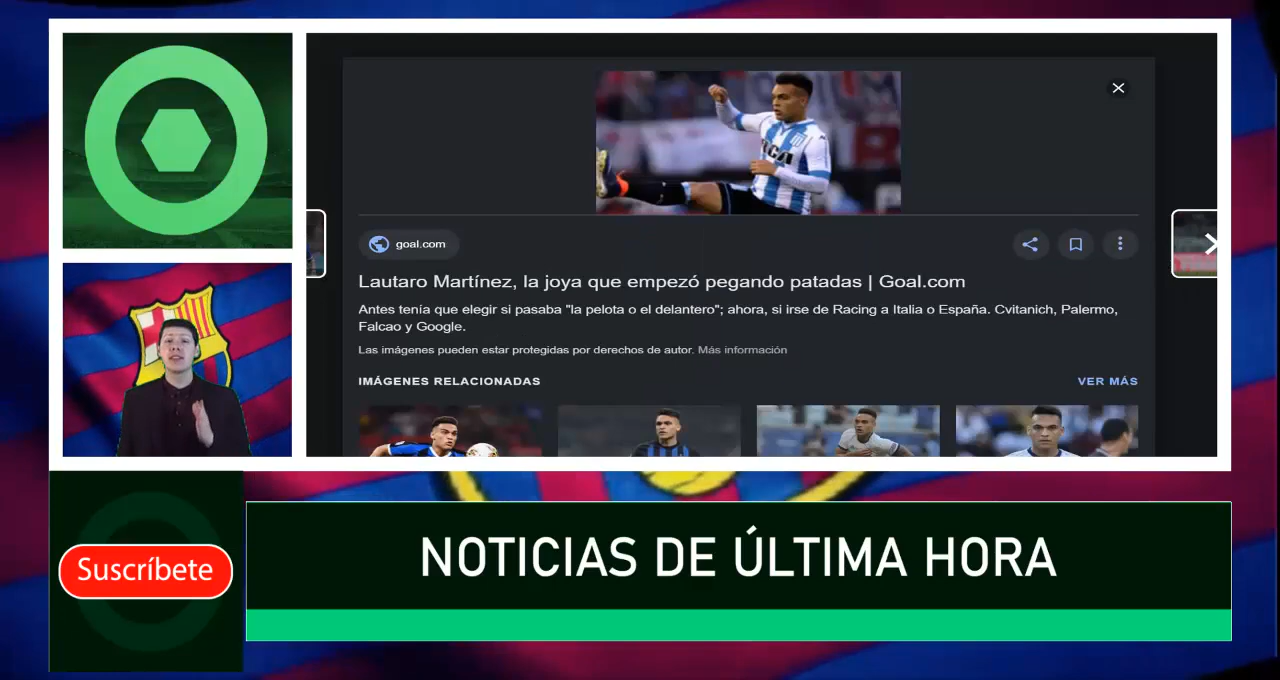 goal.com
Lautaro Martínez, la joya que empezó pegando patadas | Goal.com
Antes tenía que elegir si pasaba "la pelota o el delantero"; ahora, si irse de Racing a Italia o España. Cvitanich, Palermo,
Falcao y Google.
Las imágenes pueden estar protegidas por derechos de autor. Más información
IMÁGENES RELACIONADAS
VER MÁS
Suscríbete
NOTICIAS DE ÚLTIMA HORA